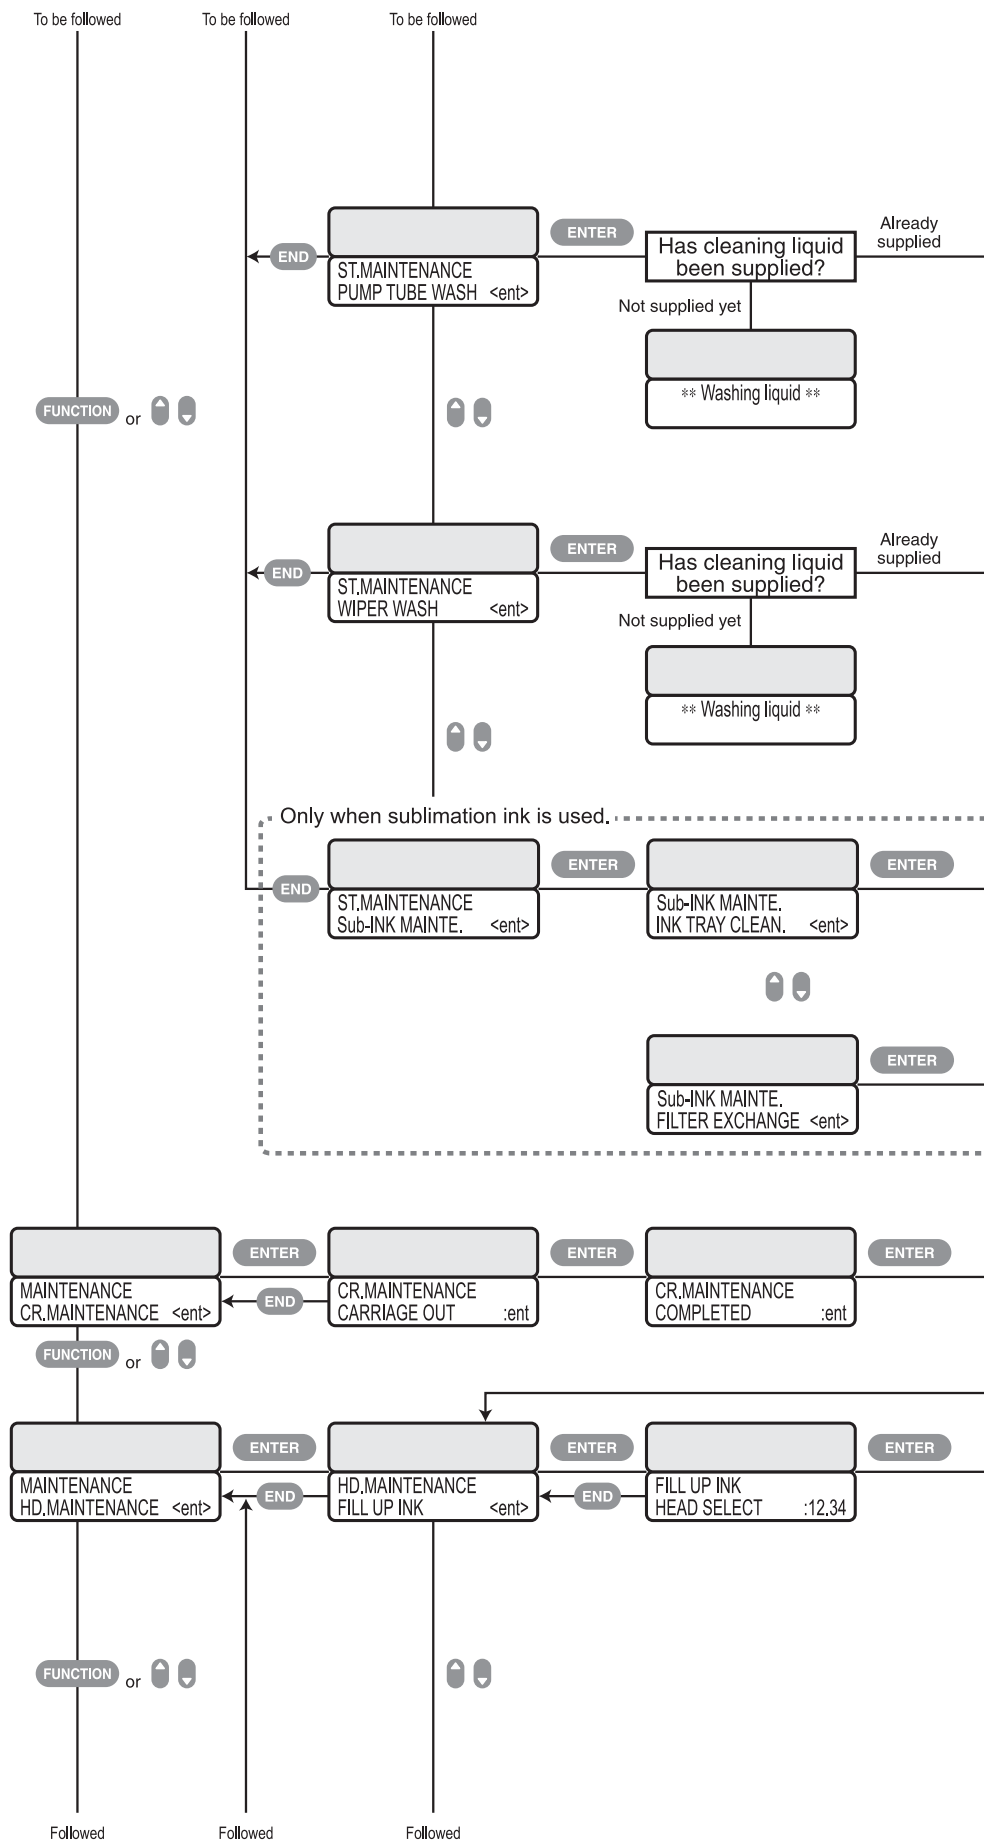 To be followed
To be followed
To be followed
END
ST.MAINTENANCE
PUMP TUBE WASH <ent>
ENTER
Has cleaning liquid
been supplied?
Already
supplied
Not supplied yet
** Washing liquid **
FUNCTION or
END
ST.MAINTENANCE
WIPER WASH <ent>
ENTER
Has cleaning liquid
been supplied?
Already
supplied
Not supplied yet
** Washing liquid **
Only when sublimation ink is used.
END
ST.MAINTENANCE
Sub-INK MAINTE. <ent>
ENTER
Sub-INK MAINTE.
INK TRAY CLEAN. <ent>
ENTER
Sub-INK MAINTE.
FILTER EXCHANGE <ent>
ENTER
MAINTENANCE
CR.MAINTENANCE <ent>
ENTER
END
CR.MAINTENANCE
CARRIAGE OUT :ent
ENTER
CR.MAINTENANCE
COMPLETED :ent
ENTER
FUNCTION or
MAINTENANCE
HD.MAINTENANCE <ent>
ENTER
END
HD.MAINTENANCE
FILL UP INK <ent>
ENTER
END
FILL UP INK
HEAD SELECT :12.34
ENTER
FUNCTION or
Followed
Followed
Followed